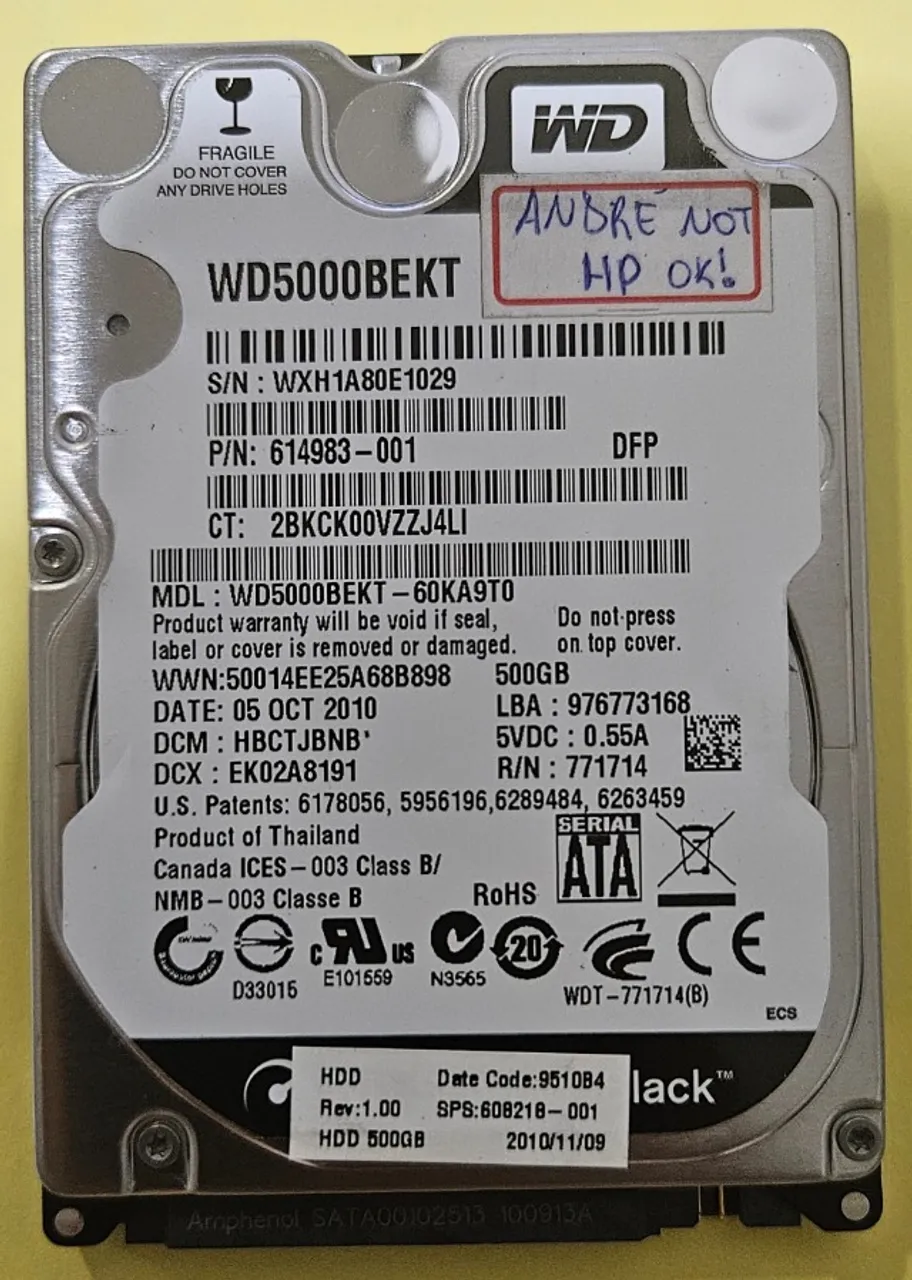 FRAGILE
DO NOT COVER
ANY DRIVE HOLES
WD
ANDRÉ NOT
HP OK!
WD5000BEKT
S/N : WXH1A80E1029
P/N: 614983-001 DFP
CT: 2BKCK00VZZJ4LI
MDL : WD5000BEKT-60KA9T0
Product warranty will be void if seal,
label or cover is removed or damaged.
Do not press
on top cover.
WWN:50014EE25A68B898 500GB
DATE: 05 OCT 2010 LBA : 976773168
DCM : HBCTJBNB 5VDC : 0.55A
DCX : EK02A8191 R/N : 771714
U.S. Patents: 6178056, 5956196,6289484, 6263459
Product of Thailand
Canada ICES-003 Class B/
NMB-003 Classe B
RoHS
SERIAL
ATA
D33015
C UR US
E101559
N3565
20
CE
WDT-771714(B)
ECS
HDD Date Code:9510B4
Rev:1.00 SPS:608218-001
HDD 500GB 2010/11/09
lack™
Amphenol SATA00102513 100913A